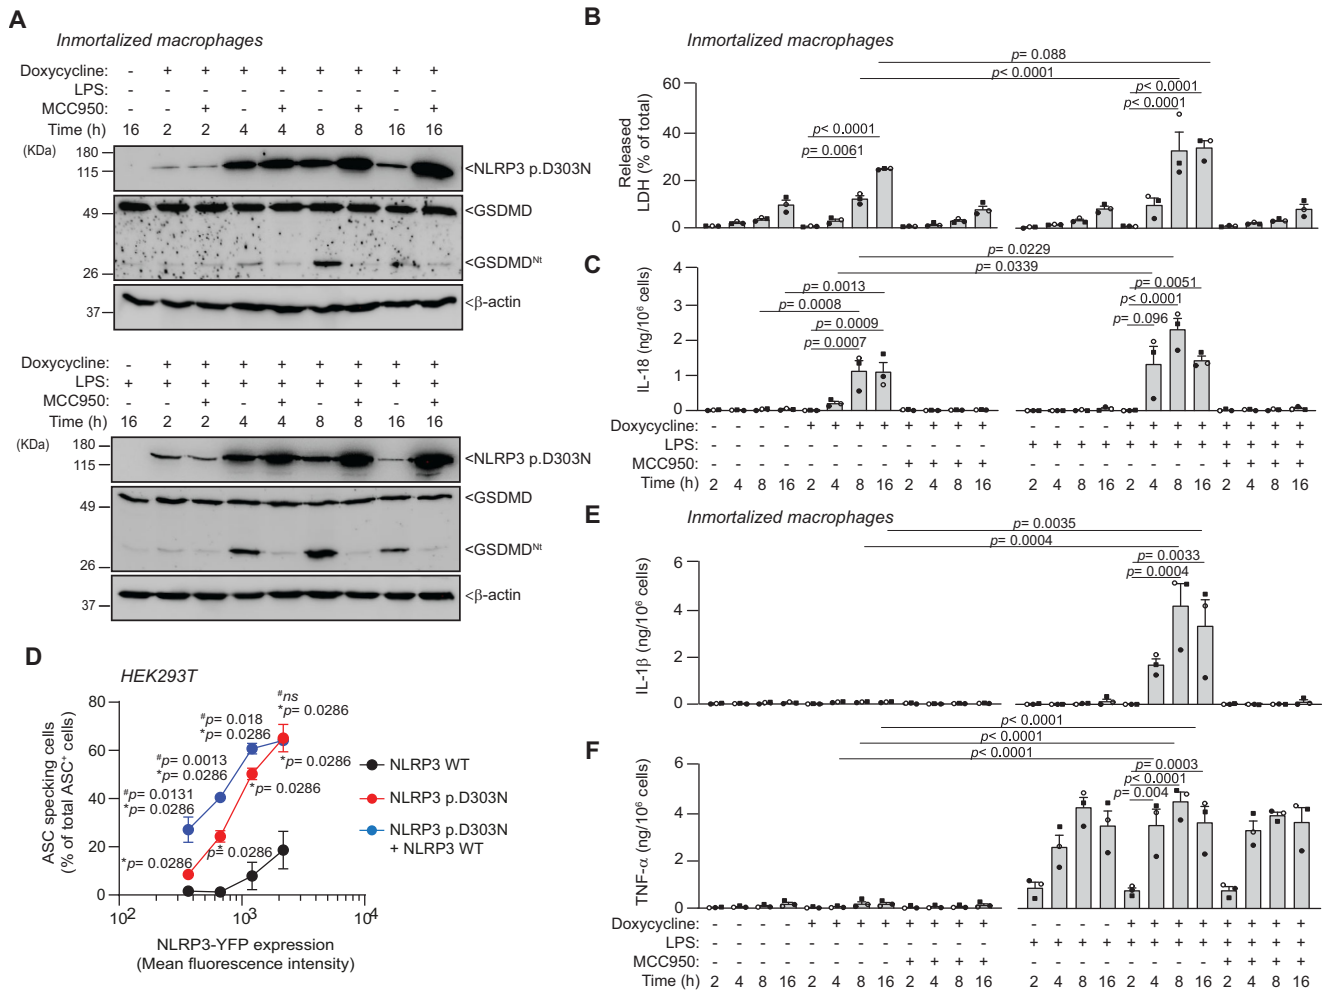 A
Inmortalized macrophages
Doxycycline: - + + + + + + + +
LPS: - - - - - - - - -
MCC950: - - + - + - + - +
Time (h) 16 2 2 4 4 8 8 16 16
(KDa)
180
115
<NLRP3 p.D303N
49
<GSDMD
<GSDMDNt
26
37
<β-actin
Doxycycline: - + + + + + + + +
LPS: + + + + + + + + +
MCC950: - - + - + - + - +
Time (h) 16 2 2 4 4 8 8 16 16
(KDa)
180
115
<NLRP3 p.D303N
<GSDMD
49
<GSDMDNt
26
37
<β-actin
B
Inmortalized macrophages
p= 0.088
p< 0.0001
p< 0.0001
p< 0.0001
p< 0.0001
p= 0.0061
Released
LDH (% of total)
60
40
20
0
C
p= 0.0229
p= 0.0339
p= 0.0013
p= 0.0008
p= 0.0009
p= 0.0007
p= 0.0051
p< 0.0001
p= 0.096
IL-18 (ng/10⁶ cells)
4
3
2
1
0
Doxycycline: - - - - + + + + + + + + - - - - + + + + + + + +
LPS: - - - - - - - - - - - - + + + + + + + + + + + +
MCC950: - - - - - - - - + + + + - - - - - - - - + + + +
Time (h) 2 4 8 16 2 4 8 16 2 4 8 16 2 4 8 16 2 4 8 16 2 4 8 16
D
HEK293T
ASC specking cells
(% of total ASC⁺ cells)
80
60
40
20
0
#ns
*p= 0.0286
#p= 0.018
*p= 0.0286
#p= 0.0013
*p= 0.0286
#p= 0.0131
*p= 0.0286
*p= 0.0286
*p= 0.0286
p= 0.0286
*
*p= 0.0286
10² 10³ 10⁴
NLRP3-YFP expression
(Mean fluorescence intensity)
NLRP3 WT
NLRP3 p.D303N
NLRP3 p.D303N
+ NLRP3 WT
E
Inmortalized macrophages
p= 0.0035
p= 0.0004
p= 0.0033
p= 0.0004
IL-1β (ng/10⁶ cells)
6
4
2
0
F
p< 0.0001
p< 0.0001
p< 0.0001
p= 0.0003
p< 0.0001
p= 0.004
TNF-α (ng/10⁶ cells)
6
4
2
0
Doxycycline: - - - - + + + + + + + + - - - - + + + + + + + +
LPS: - - - - - - - - - - - - + + + + + + + + + + + +
MCC950: - - - - - - - - + + + + - - - - - - - - + + + +
Time (h) 2 4 8 16 2 4 8 16 2 4 8 16 2 4 8 16 2 4 8 16 2 4 8 16